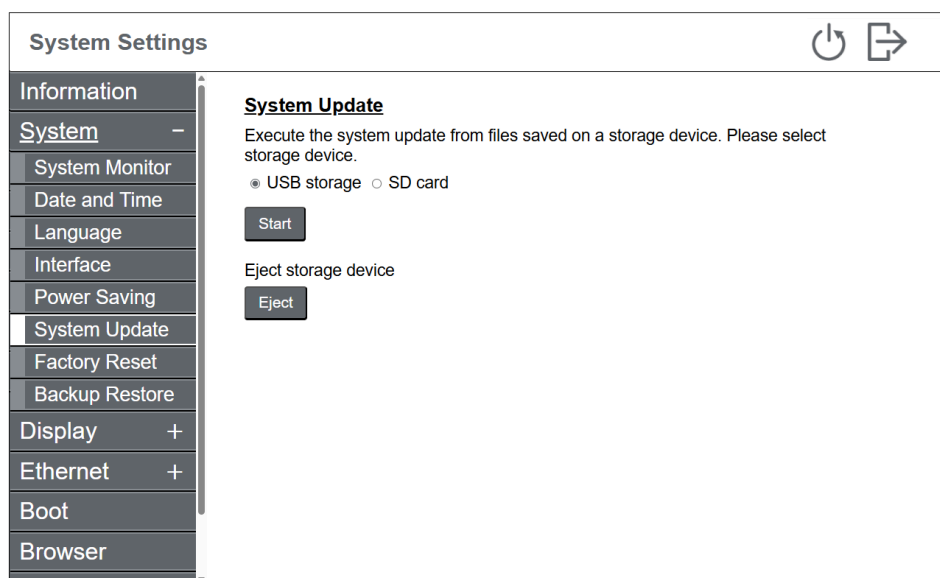 System Settings
Information
System −
System Monitor
Date and Time
Language
Interface
Power Saving
System Update
Factory Reset
Backup Restore
Display +
Ethernet +
Boot
Browser
System Update
Execute the system update from files saved on a storage device. Please select
storage device.
USB storage SD card
Start
Eject storage device
Eject